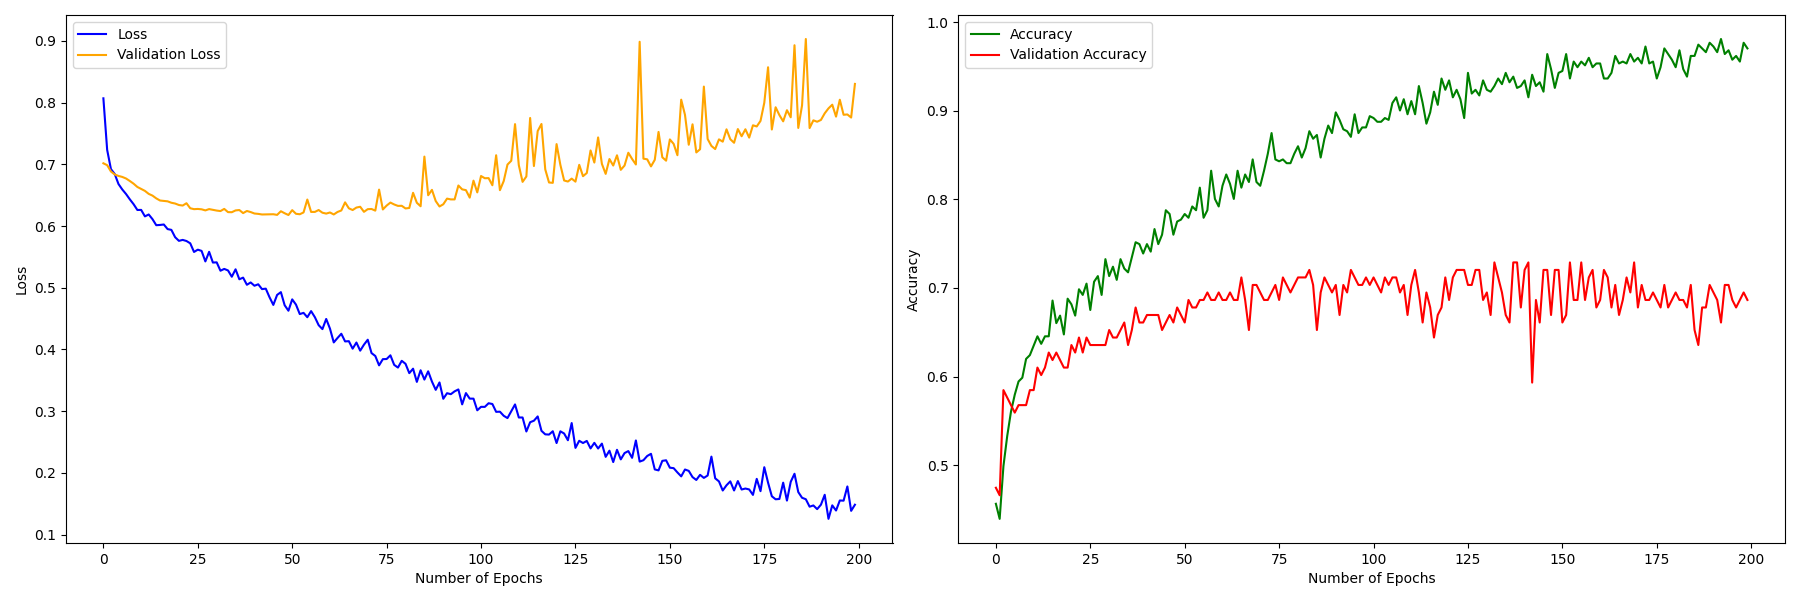 Loss
Validation Loss
0.9
0.8
0.7
0.6
0.5
0.4
0.3
0.2
0.1
Loss
0 25 50 75 100 125 150 175 200
Number of Epochs
Accuracy
Validation Accuracy
1.0
0.9
0.8
0.7
0.6
0.5
Accuracy
0 25 50 75 100 125 150 175 200
Number of Epochs